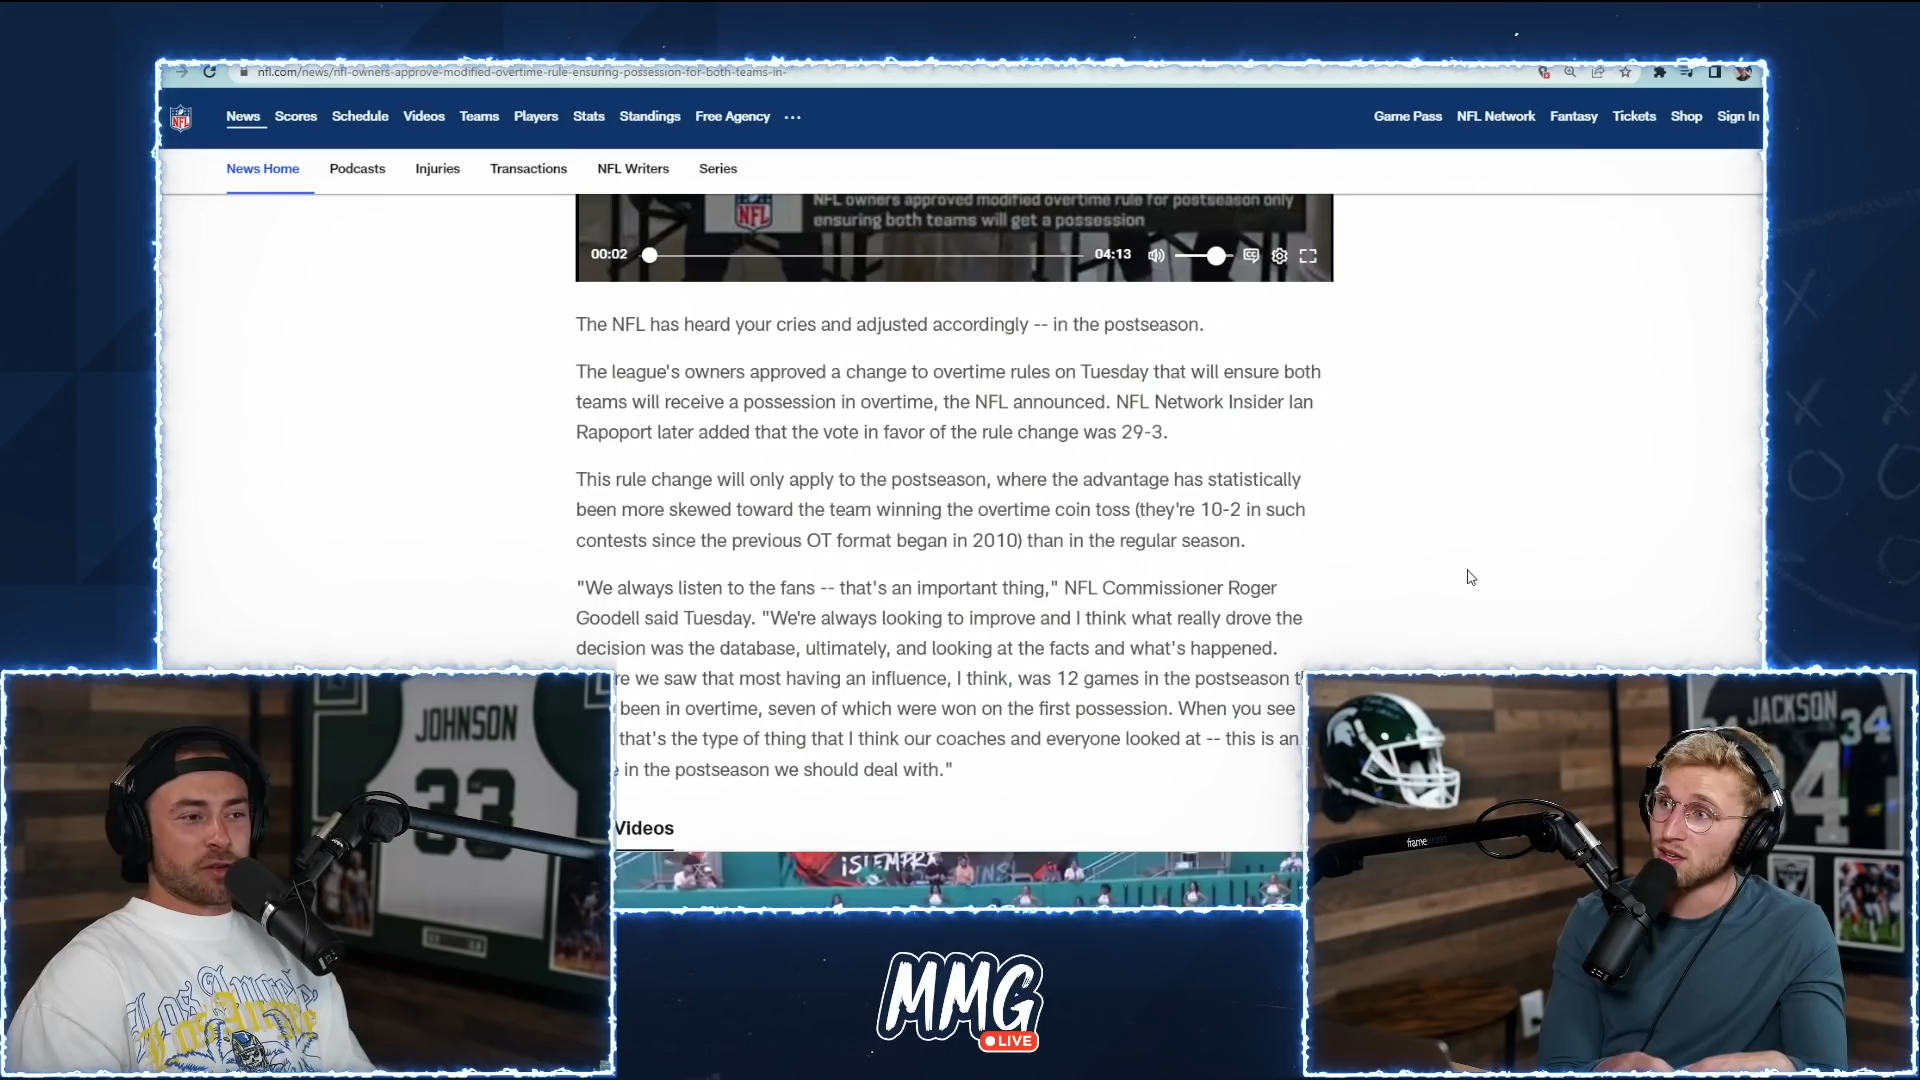 nfl.com/news/nfl-owners-approve-modified-overtime-rule-ensuring-possession-for-both-teams-in-
NFL
News Scores Schedule Videos Teams Players Stats Standings Free Agency ...
Game Pass NFL Network Fantasy Tickets Shop Sign In
News Home Podcasts Injuries Transactions NFL Writers Series
NFL
NFL owners approved modified overtime rule for postseason only
ensuring both teams will get a possession
00:02 04:13
The NFL has heard your cries and adjusted accordingly -- in the postseason.
The league's owners approved a change to overtime rules on Tuesday that will ensure both
teams will receive a possession in overtime, the NFL announced. NFL Network Insider Ian
Rapoport later added that the vote in favor of the rule change was 29-3.
This rule change will only apply to the postseason, where the advantage has statistically
been more skewed toward the team winning the overtime coin toss (they're 10-2 in such
contests since the previous OT format began in 2010) than in the regular season.
"We always listen to the fans -- that's an important thing," NFL Commissioner Roger
Goodell said Tuesday. "We're always looking to improve and I think what really drove the
decision was the database, ultimately, and looking at the facts and what's happened.
we saw that most having an influence, I think, was 12 games in the postseason
been in overtime, seven of which were won on the first possession. When you see
that's the type of thing that I think our coaches and everyone looked at -- this is an
in the postseason we should deal with."
Videos
¡SIEMPRE
JOHNSON
33
JACKSON
34
34
frame
Los Angeles
Los Angeles
MMG
LIVE